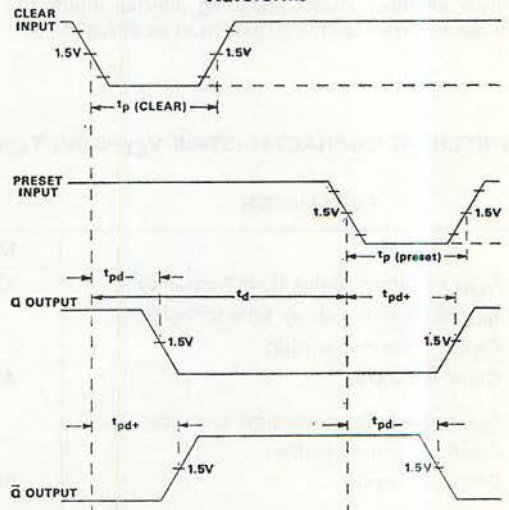 CLEAR
INPUT
1.5V
1.5V
tp (CLEAR)
PRESET
INPUT
1.5V
1.5V
tp (preset)
tpd-
td
tpd+
Q OUTPUT
1.5V
1.5V
tpd+
tpd-
1.5V
1.5V
Q̄ OUTPUT